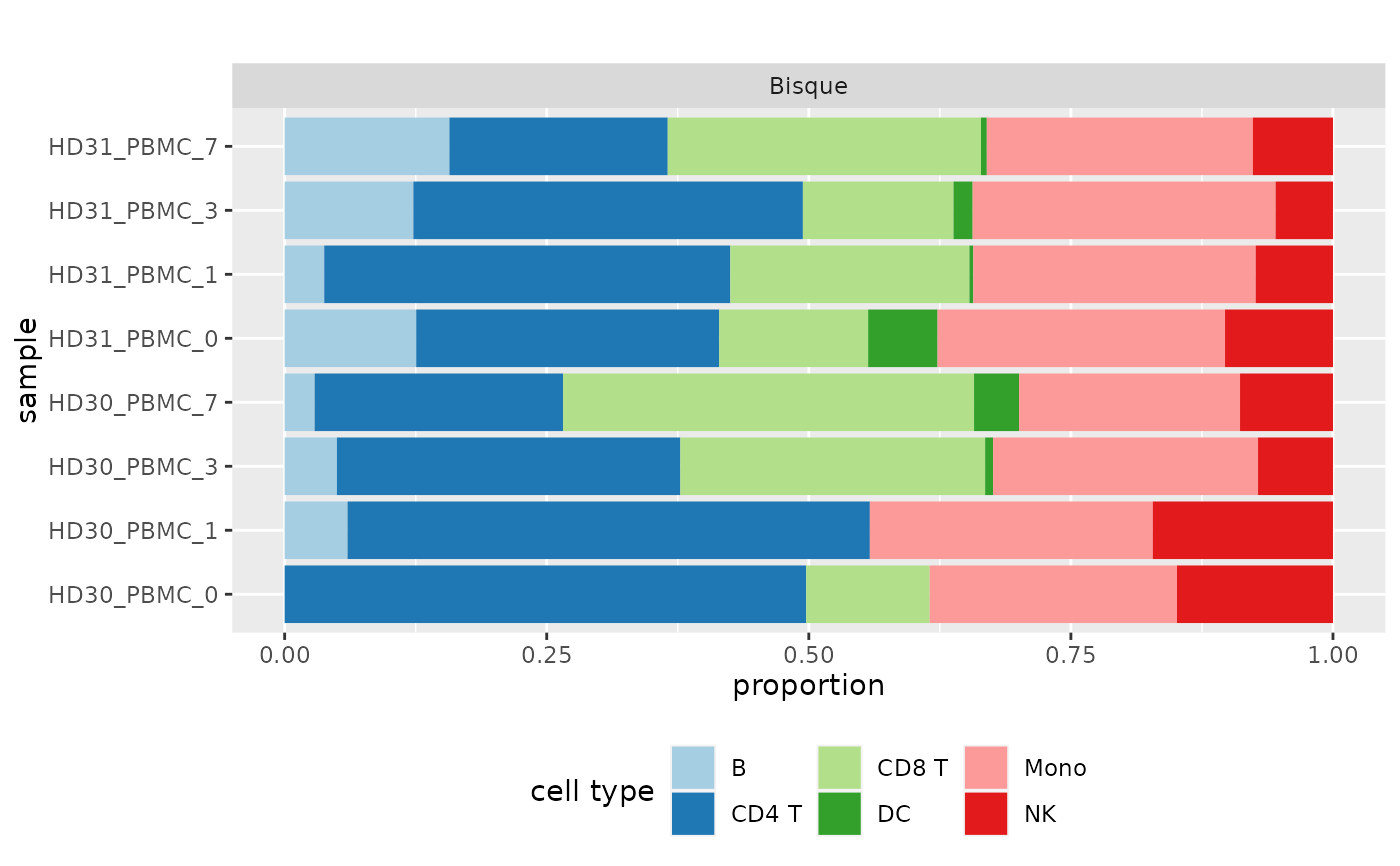 Bisque
HD31_PBMC_7
HD31_PBMC_3
HD31_PBMC_1
HD31_PBMC_0
HD30_PBMC_7
HD30_PBMC_3
HD30_PBMC_1
HD30_PBMC_0
sample
0.00 0.25 0.50 0.75 1.00
proportion
cell type
B CD8 T Mono
CD4 T DC NK